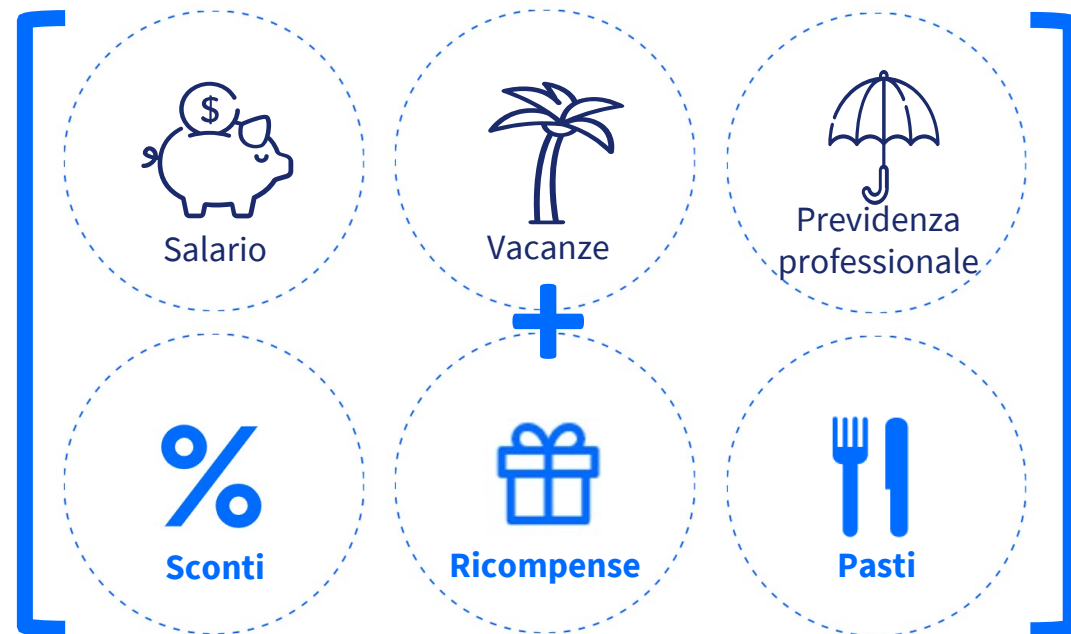 $
Salario
Vacanze
Previdenza
professionale
+
%
Sconti
Ricompense
Pasti